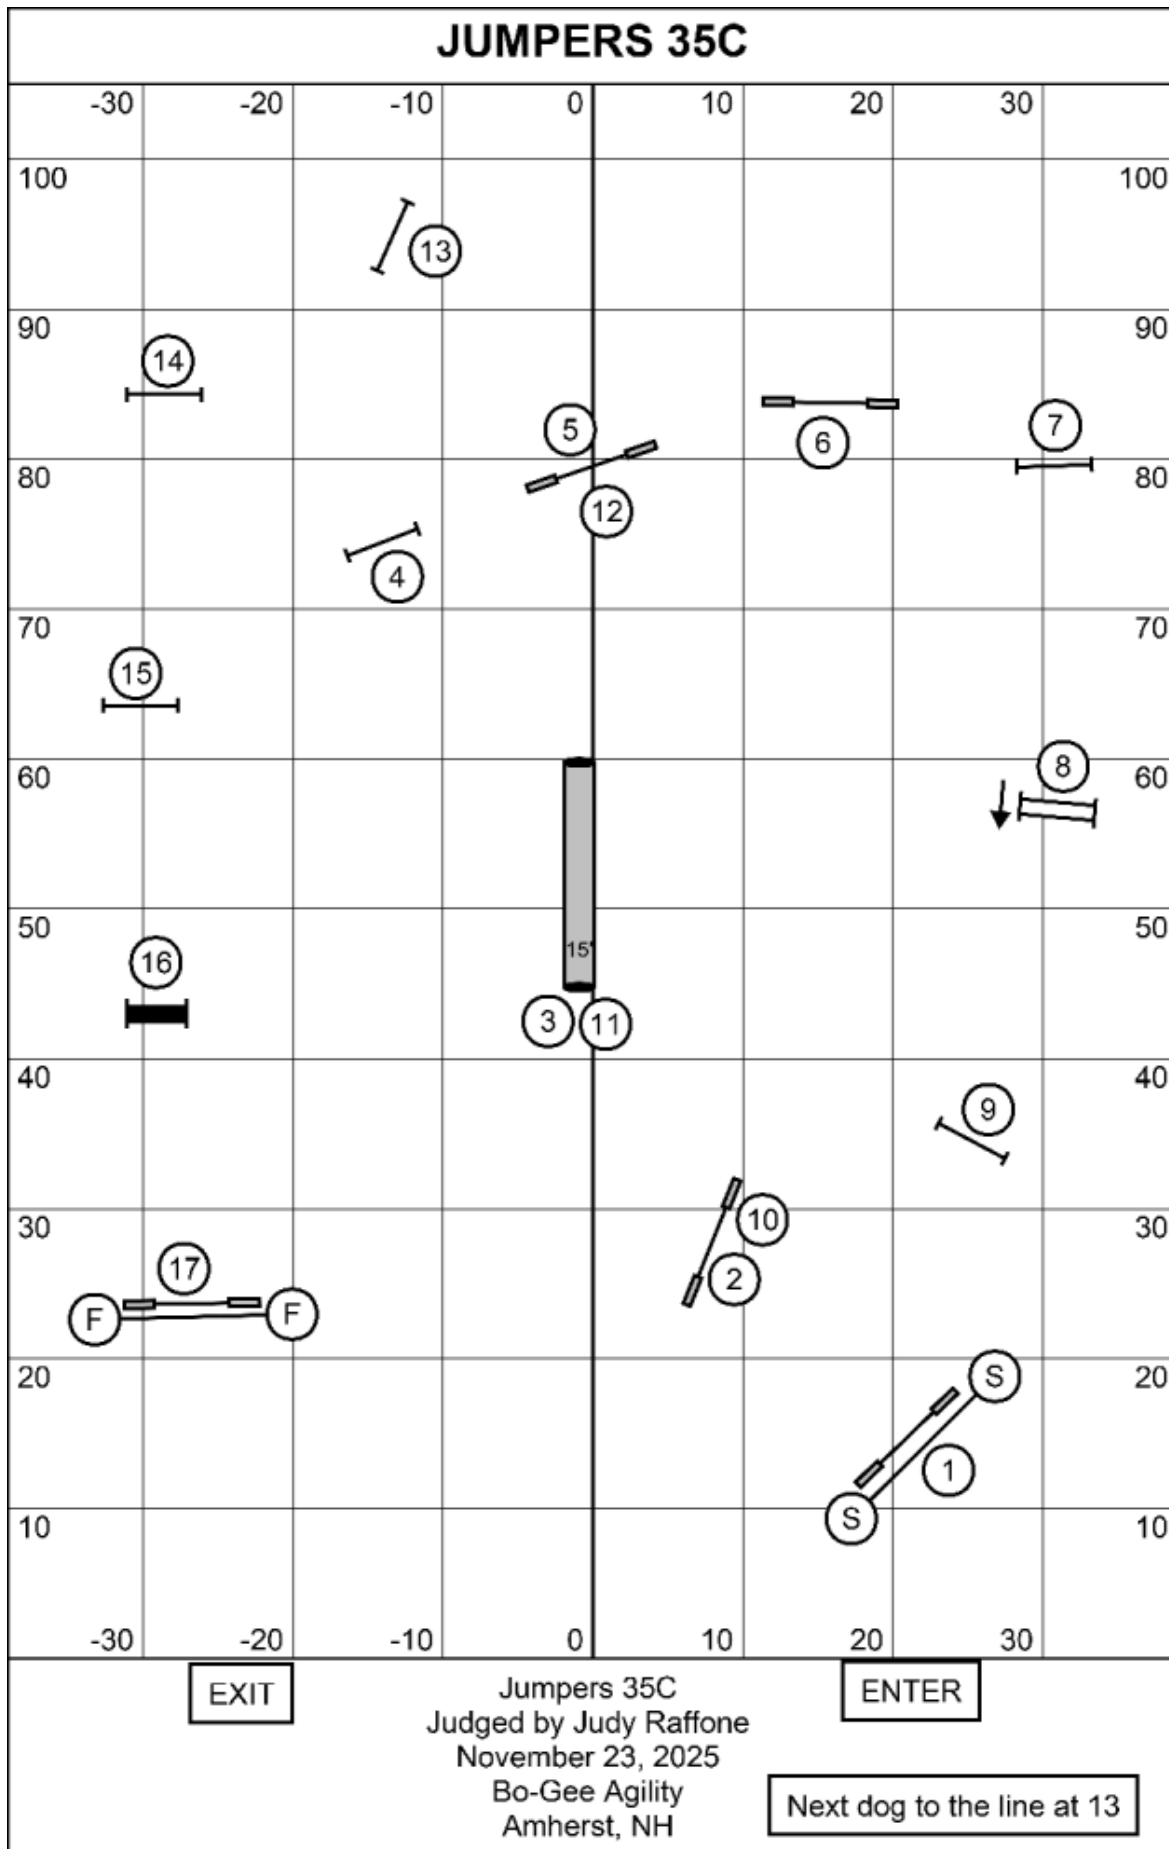 JUMPERS 35C
-30 -20 -10 0 10 20 30
100 100
13
90 90
14
5 6 7
80 80
12
4
70 70
15
60 60
8
50 50
15'
16
3 11
40 40
9
30 30
10
17 2
F F
20 20
S
1
S
10 10
-30 -20 -10 0 10 20 30
EXIT
ENTER
Jumpers 35C
Judged by Judy Raffone
November 23, 2025
Bo-Gee Agility
Amherst, NH
Next dog to the line at 13